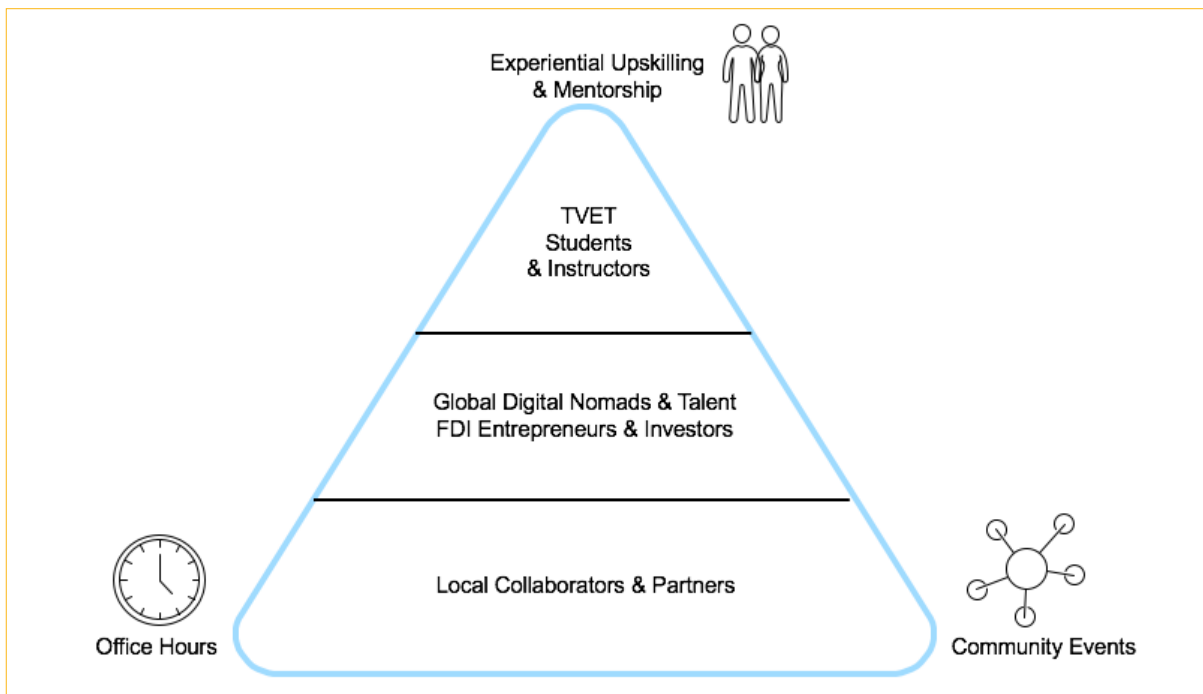 Experiential Upskilling
& Mentorship
TVET
Students
& Instructors
Global Digital Nomads & Talent
FDI Entrepreneurs & Investors
Local Collaborators & Partners
Office Hours
Community Events